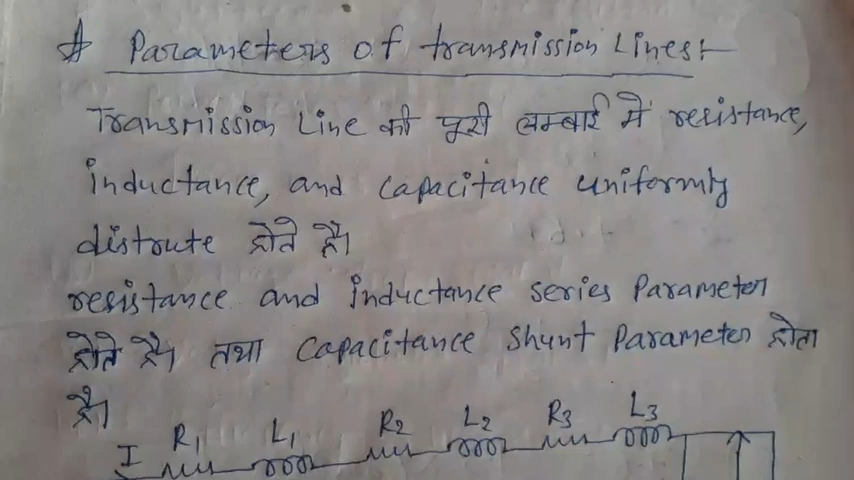 # Parameters of transmission Lines:-
Transmission Line की पूरी लम्बाई में resistance,
inductance, and capacitance uniformly
distrute होते है।
resistance and inductance series Parameter
होते है। तथा Capacitance Shunt Parameter होता
है।
I R1 L1 R2 L2 R3 L3